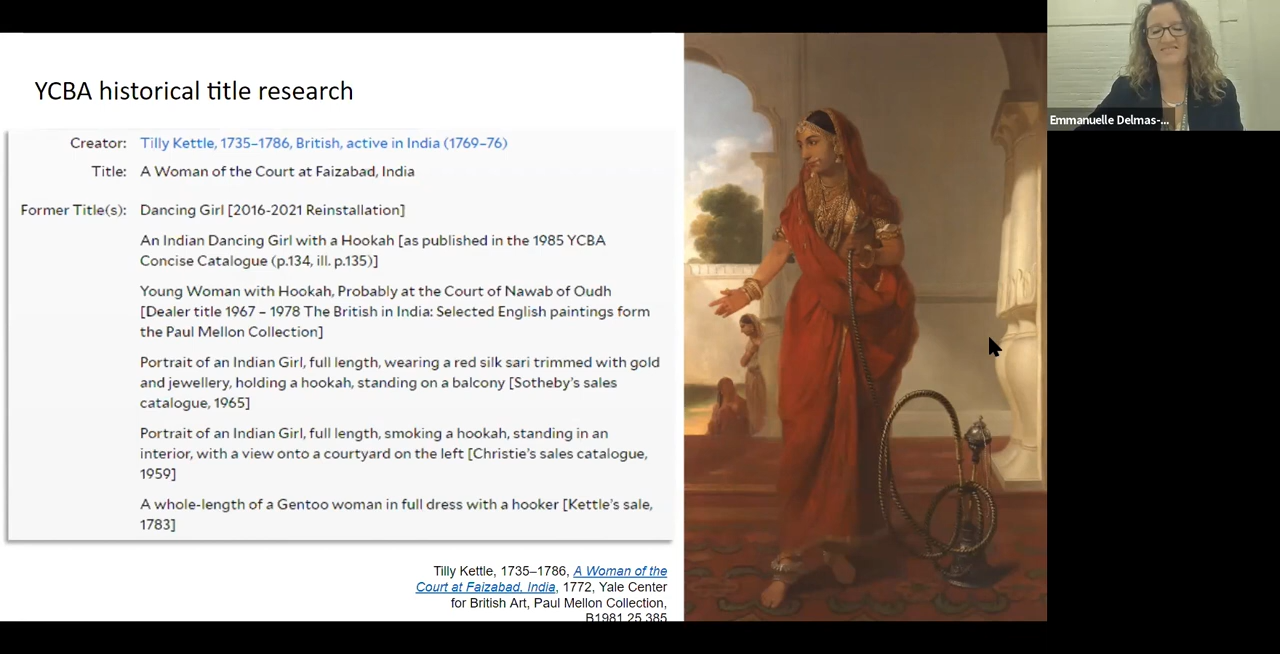 YCBA historical title research
Creator: Tilly Kettle, 1735–1786, British, active in India (1769–76)
Title: A Woman of the Court at Faizabad, India
Former Title(s): Dancing Girl [2016-2021 Reinstallation]
An Indian Dancing Girl with a Hookah [as published in the 1985 YCBA
Concise Catalogue (p.134, ill. p.135)]
Young Woman with Hookah, Probably at the Court of Nawab of Oudh
[Dealer title 1967 – 1978 The British in India: Selected English paintings form
the Paul Mellon Collection]
Portrait of an Indian Girl, full length, wearing a red silk sari trimmed with gold
and jewellery, holding a hookah, standing on a balcony [Sotheby's sales
catalogue, 1965]
Portrait of an Indian Girl, full length, smoking a hookah, standing in an
interior, with a view onto a courtyard on the left [Christie's sales catalogue,
1959]
A whole-length of a Gentoo woman in full dress with a hooker [Kettle's sale,
1783]
Tilly Kettle, 1735–1786, A Woman of the
Court at Faizabad, India, 1772, Yale Center
for British Art, Paul Mellon Collection,
B1981.25.385
Emmanuelle Delmas-...